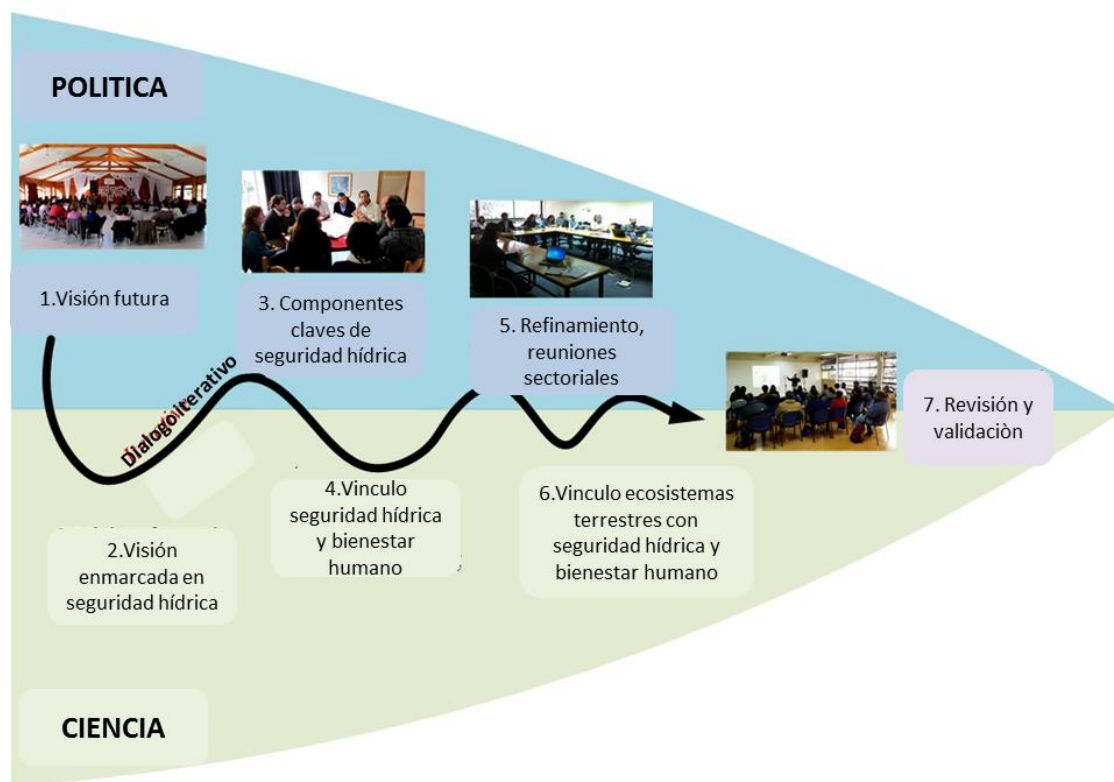 POLITICA
1.Visión futura
3. Componentes
claves de
seguridad hídrica
5. Refinamiento,
reuniones
sectoriales
7. Revisión y
validaciòn
Dialogo iterativo
2.Visión
enmarcada en
seguridad hídrica
4.Vinculo
seguridad hídrica
y bienestar
humano
6.Vinculo ecosistemas
terrestres con
seguridad hídrica y
bienestar humano
CIENCIA